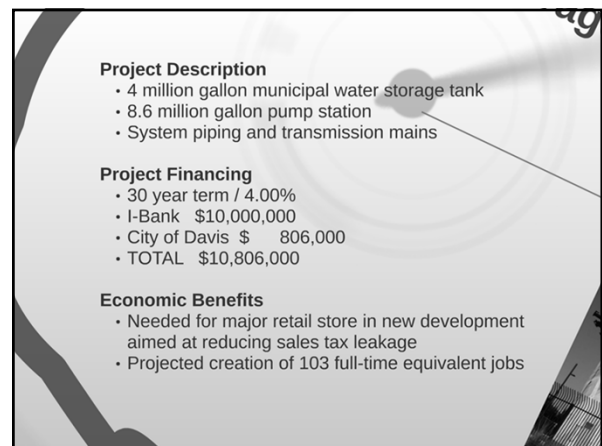 Project Description
• 4 million gallon municipal water storage tank
• 8.6 million gallon pump station
• System piping and transmission mains
Project Financing
• 30 year term / 4.00%
• I-Bank $10,000,000
• City of Davis $ 806,000
• TOTAL $10,806,000
Economic Benefits
• Needed for major retail store in new development
aimed at reducing sales tax leakage
• Projected creation of 103 full-time equivalent jobs